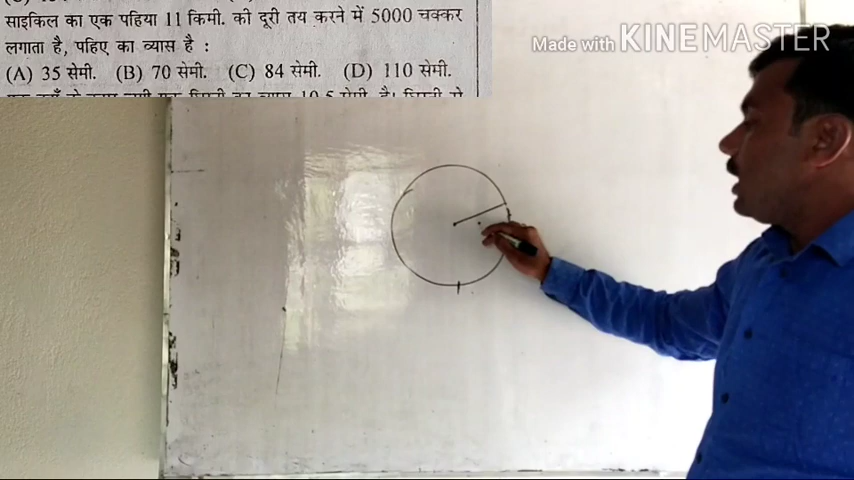 साइकिल का एक पहिया 11 किमी. की दूरी तय करने में 5000 चक्कर
लगाता है, पहिए का व्यास है :
(A) 35 सेमी. (B) 70 सेमी. (C) 84 सेमी. (D) 110 सेमी.
Made with KINEMASTER